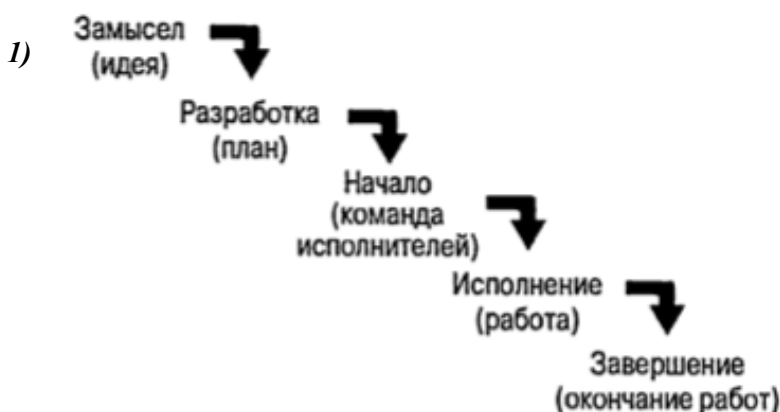 1)
Замысел
(идея)
Разработка
(план)
Начало
(команда
исполнителей)
Исполнение
(работа)
Завершение
(окончание работ)